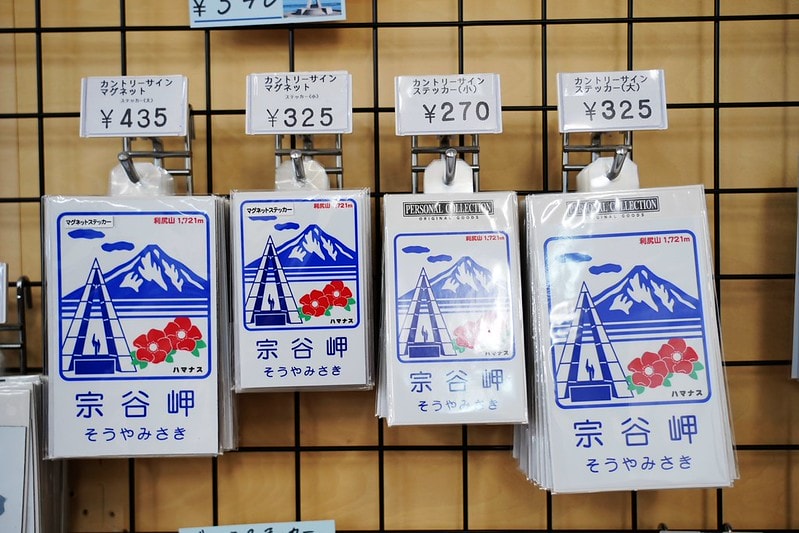 カントリーサイン
マグネット
ステッカー(大)
¥435
カントリーサイン
マグネット
ステッカー(小)
¥325
カントリーサイン
ステッカー(小)
¥270
カントリーサイン
ステッカー(大)
¥325
マグネットステッカー
利尻山 1,721m
ハマナス
宗谷岬
そうやみさき
マグネットステッカー
利尻山 1,721m
ハマナス
宗谷岬
そうやみさき
PERSONAL COLLECTION
ORIGINAL GOODS
利尻山 1,721m
ハマナス
宗谷岬
そうやみさき
PERSONAL COLLECTION
ORIGINAL GOODS
利尻山 1,721m
ハマナス
宗谷岬
そうやみさき